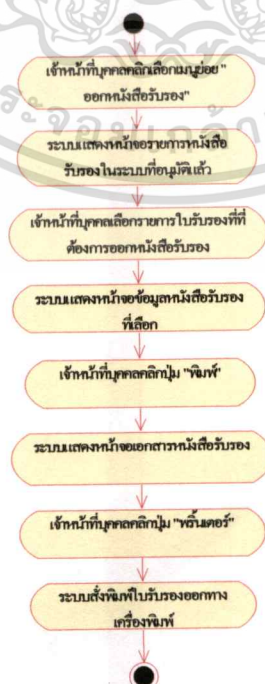 เจ้าหน้าที่บุคคลคลิกเลือกเมนูย่อย "
ออกหนังสือรับรอง"
ระบบแสดงหน้าจอรายการหนังสือ
รับรองในระบบที่อนุมัติแล้ว
เจ้าหน้าที่บุคคลเลือกรายการใบรับรองที่ที่
ต้องการออกหนังสือรับรอง
ระบบแสดงหน้าจอข้อมูลหนังสือรับรอง
ที่เลือก
เจ้าหน้าที่บุคคลคลิกปุ่ม "พิมพ์"
ระบบแสดงหน้าจอเอกสารหนังสือรับรอง
เจ้าหน้าที่บุคคลคลิกปุ่ม "พริ้นเตอร์"
ระบบสั่งพิมพ์ใบรับรองออกทาง
เครื่องพิมพ์